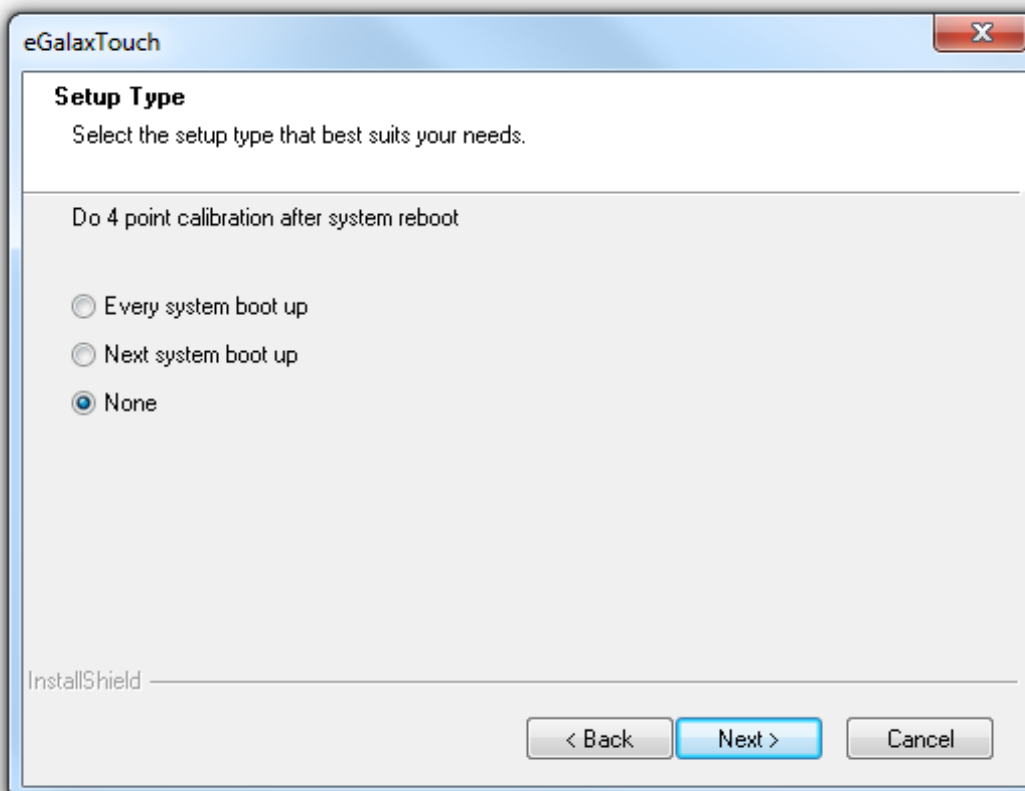 eGalaxTouch
Setup Type
Select the setup type that best suits your needs.
Do 4 point calibration after system reboot
Every system boot up
Next system boot up
None
InstallShield
< Back Next > Cancel